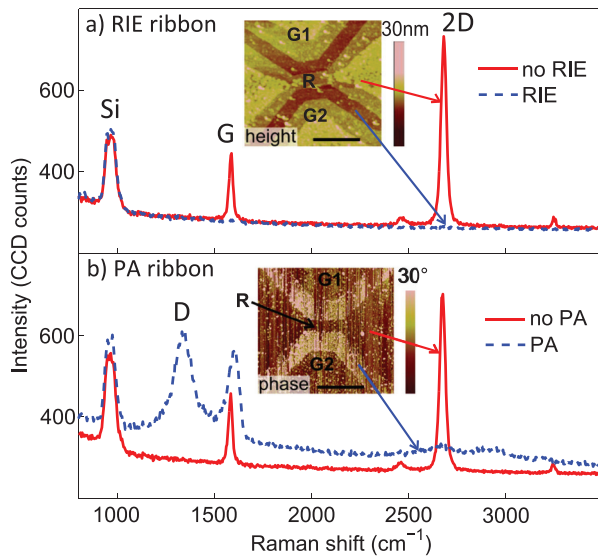 a) RIE ribbon
G1
R
G2
height
30nm
2D
no RIE
RIE
Si
G
600
400
b) PA ribbon
D
R
G1
G2
phase
30°
no PA
PA
600
400
1000 1500 2000 2500 3000
Intensity (CCD counts)
Raman shift (cm⁻¹)